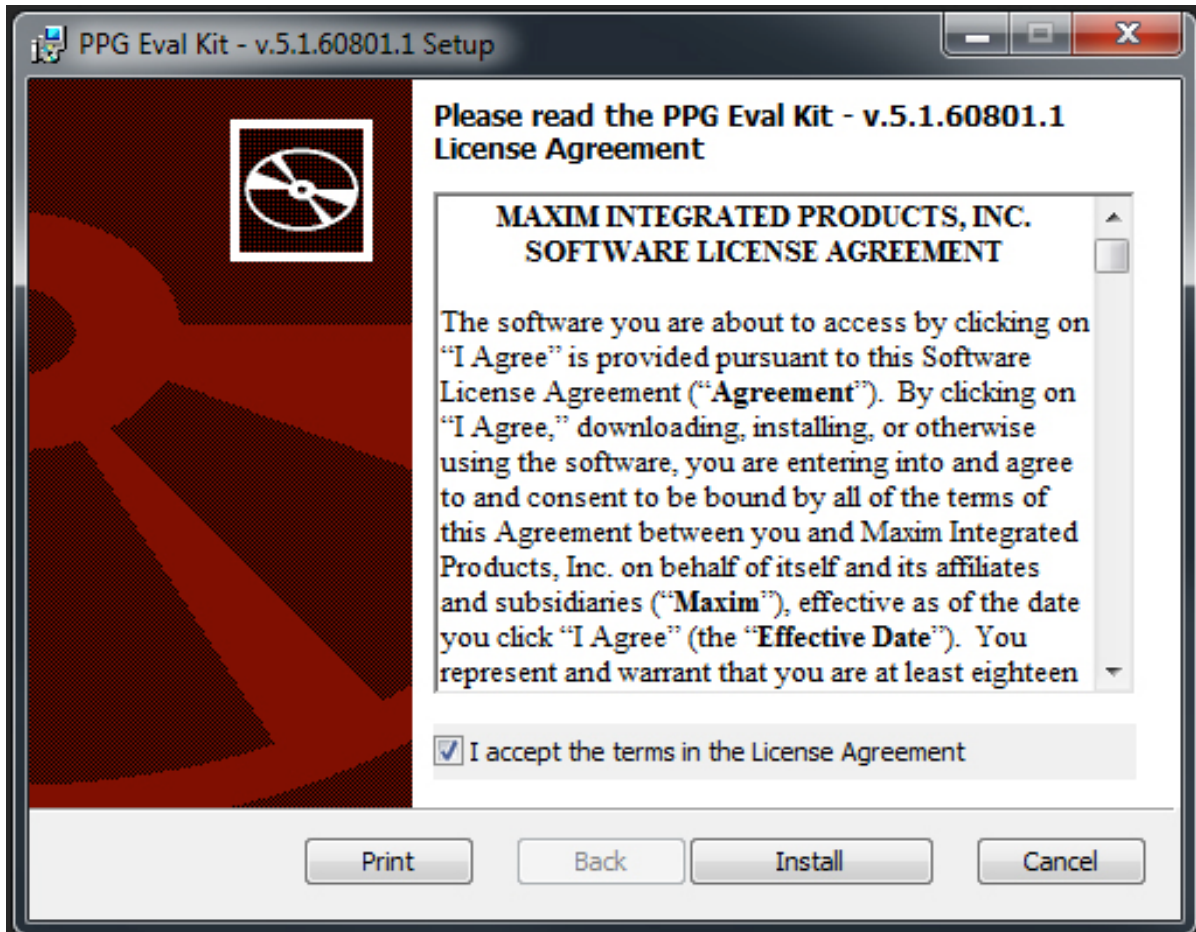 PPG Eval Kit - v.5.1.60801.1 Setup
Please read the PPG Eval Kit - v.5.1.60801.1
License Agreement
MAXIM INTEGRATED PRODUCTS, INC.
SOFTWARE LICENSE AGREEMENT
The software you are about to access by clicking on
“I Agree” is provided pursuant to this Software
License Agreement (“Agreement”).  By clicking on
“I Agree,” downloading, installing, or otherwise
using the software, you are entering into and agree
to and consent to be bound by all of the terms of
this Agreement between you and Maxim Integrated
Products, Inc. on behalf of itself and its affiliates
and subsidiaries (“Maxim”), effective as of the date
you click “I Agree” (the “Effective Date”).  You
represent and warrant that you are at least eighteen
I accept the terms in the License Agreement
Print Back Install Cancel